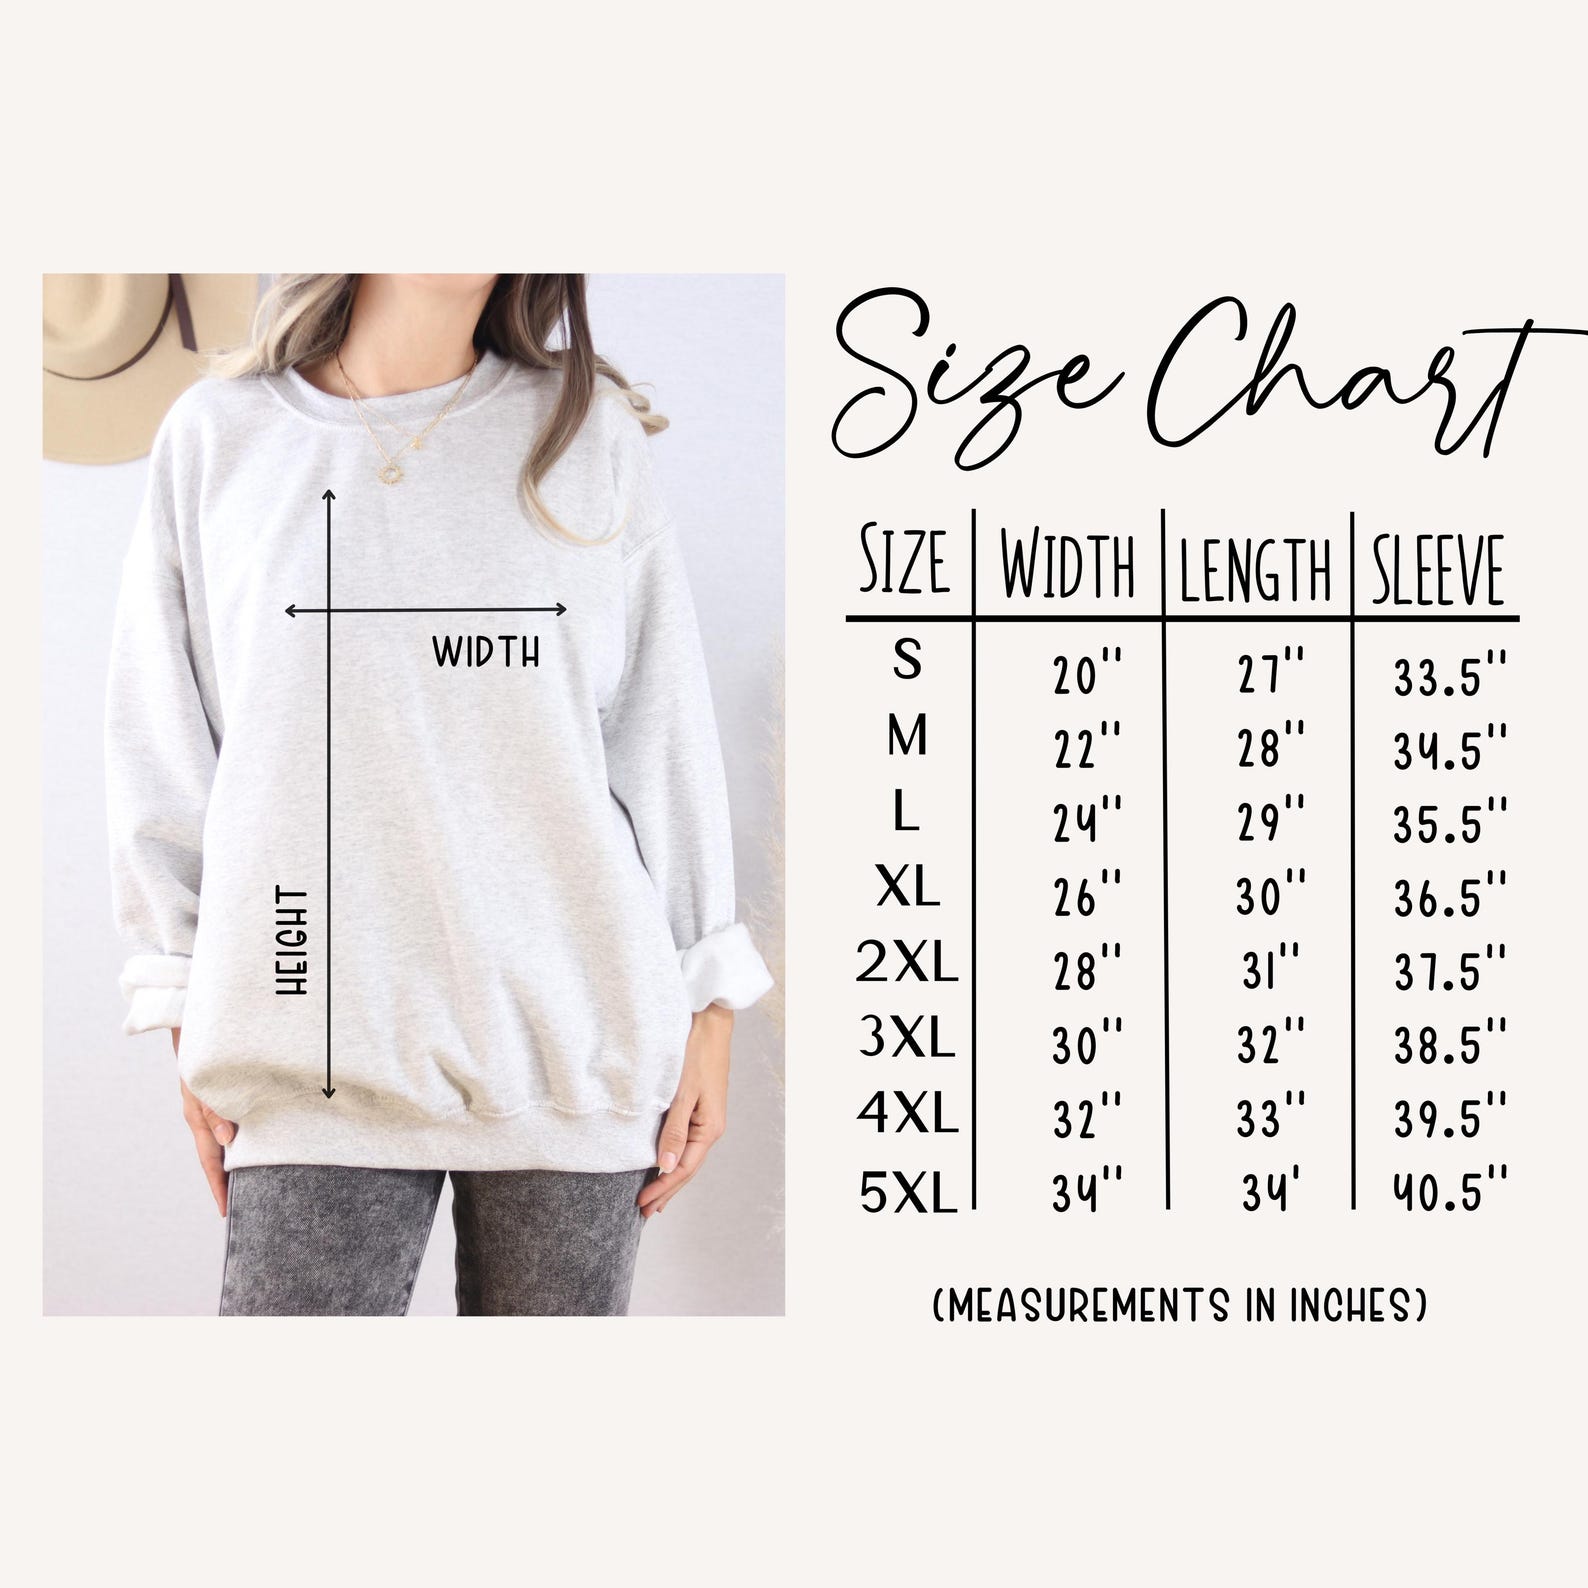 WIDTH
HEIGHT
Size Chart
SIZE WIDTH LENGTH SLEEVE
S 20'' 27'' 33.5''
M 22'' 28'' 34.5''
L 24'' 29'' 35.5''
XL 26'' 30'' 36.5''
2XL 28'' 31'' 37.5''
3XL 30'' 32'' 38.5''
4XL 32'' 33'' 39.5''
5XL 34'' 34' 40.5''
(MEASUREMENTS IN INCHES)